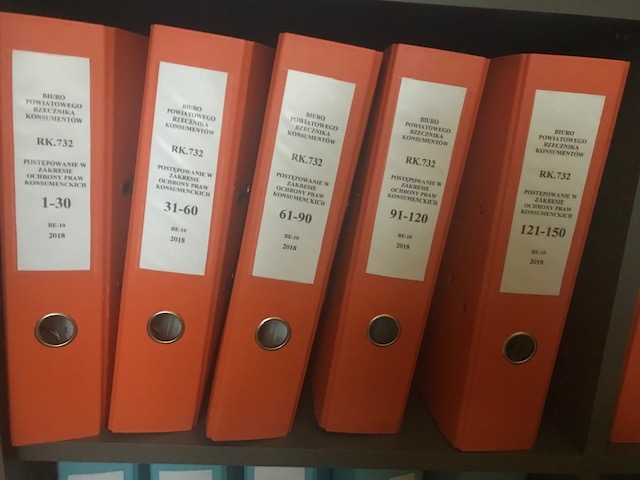 BIURO
POWIATOWEGO
RZECZNIKA
KONSUMENTÓW
RK.732
POSTĘPOWANIE W
ZAKRESIE
OCHRONY PRAW
KONSUMENCKICH
1-30
BE-10
2018
BIURO
POWIATOWEGO
RZECZNIKA
KONSUMENTÓW
RK.732
POSTĘPOWANIE W
ZAKRESIE
OCHRONY PRAW
KONSUMENCKICH
31-60
BE-10
2018
BIURO
POWIATOWEGO
RZECZNIKA
KONSUMENTÓW
RK.732
POSTĘPOWANIE W
ZAKRESIE
OCHRONY PRAW
KONSUMENCKICH
61-90
BE-10
2018
BIURO
POWIATOWEGO
RZECZNIKA
KONSUMENTÓW
RK.732
POSTĘPOWANIE W
ZAKRESIE
OCHRONY PRAW
KONSUMENCKICH
91-120
BE-10
2018
BIURO
POWIATOWEGO
RZECZNIKA
KONSUMENTÓW
RK.732
POSTĘPOWANIE W
ZAKRESIE
OCHRONY PRAW
KONSUMENCKICH
121-150
BE-10
2018